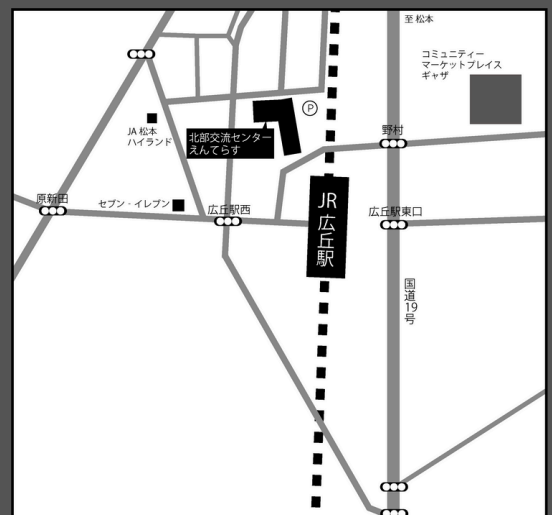 至 松本
コミュニティー
マーケットプレイス
ギャザ
P
JA 松本
ハイランド
北部交流センター
えんてらす
野村
原新田
セブン - イレブン
広丘駅西
JR 広丘駅
広丘駅東口
国道19号